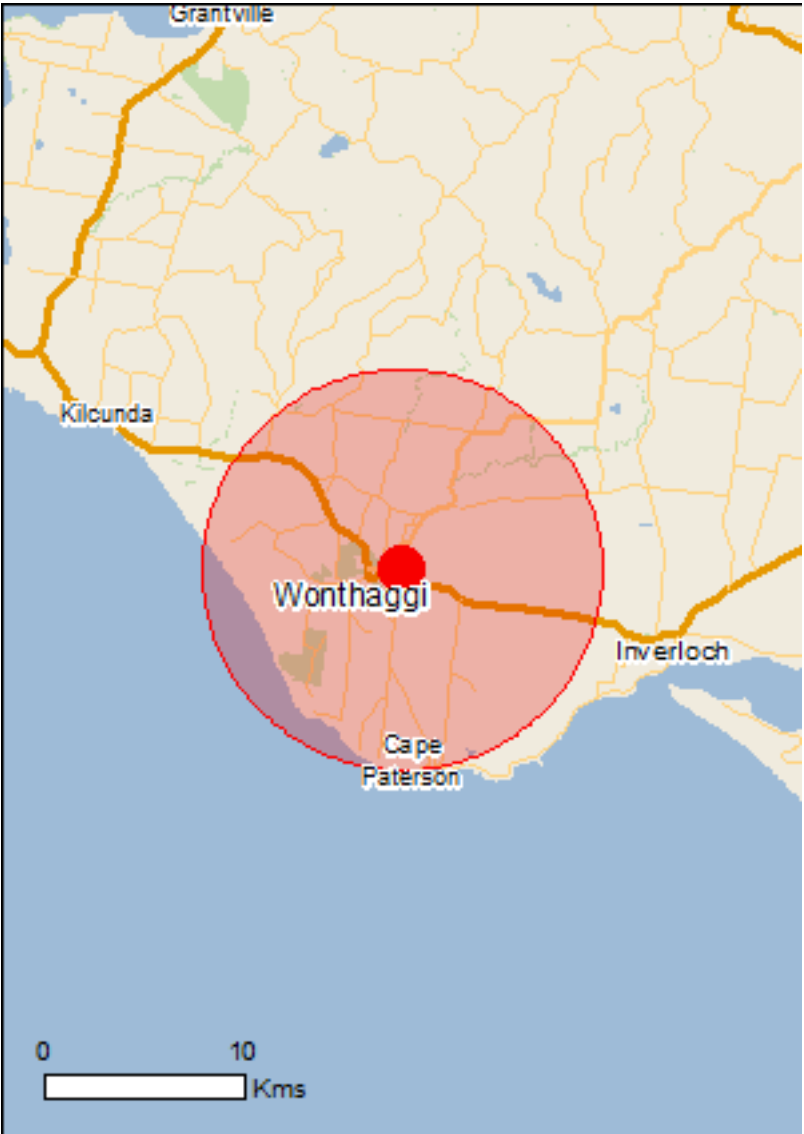 Grantville
Kilcunda
Wonthaggi
Inverloch
Cape
Paterson
0 10
Kms